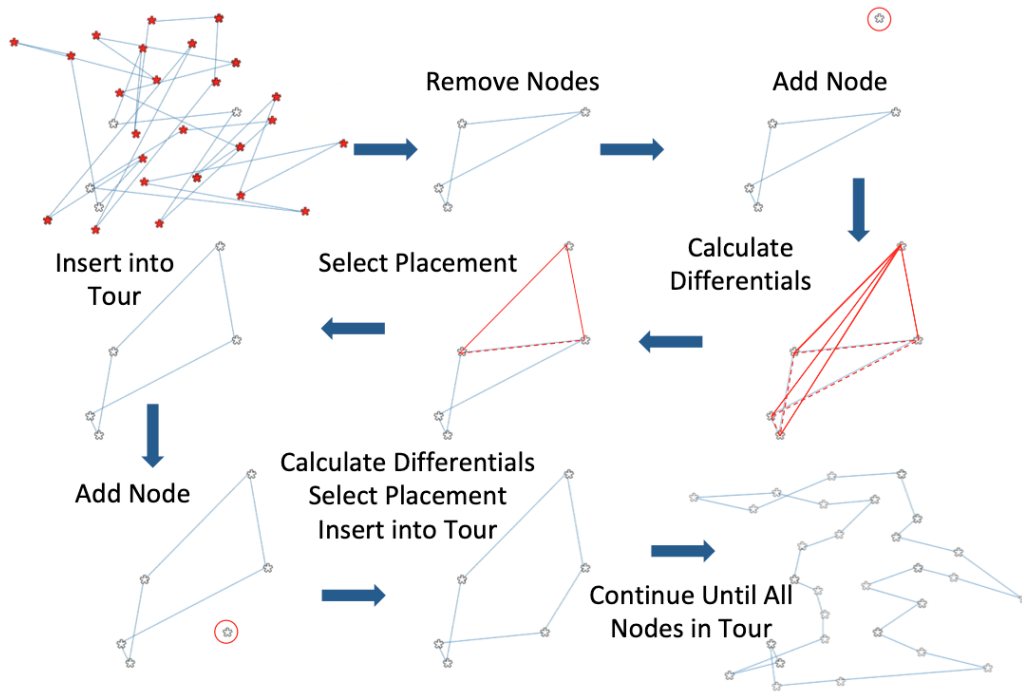 Remove Nodes
Add Node
Calculate
Differentials
Select Placement
Insert into
Tour
Add Node
Calculate Differentials
Select Placement
Insert into Tour
Continue Until All
Nodes in Tour